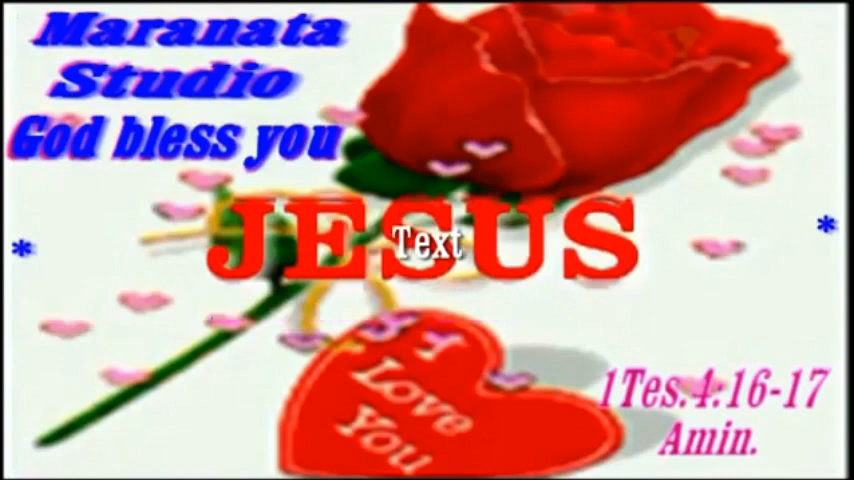 Maranata
Studio
God bless you
JESUS
Text
* *
I
Love
You
1Tes.4:16-17
Amin.